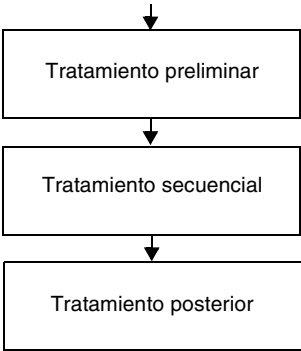 Tratamiento preliminar
Tratamiento secuencial
Tratamiento posterior